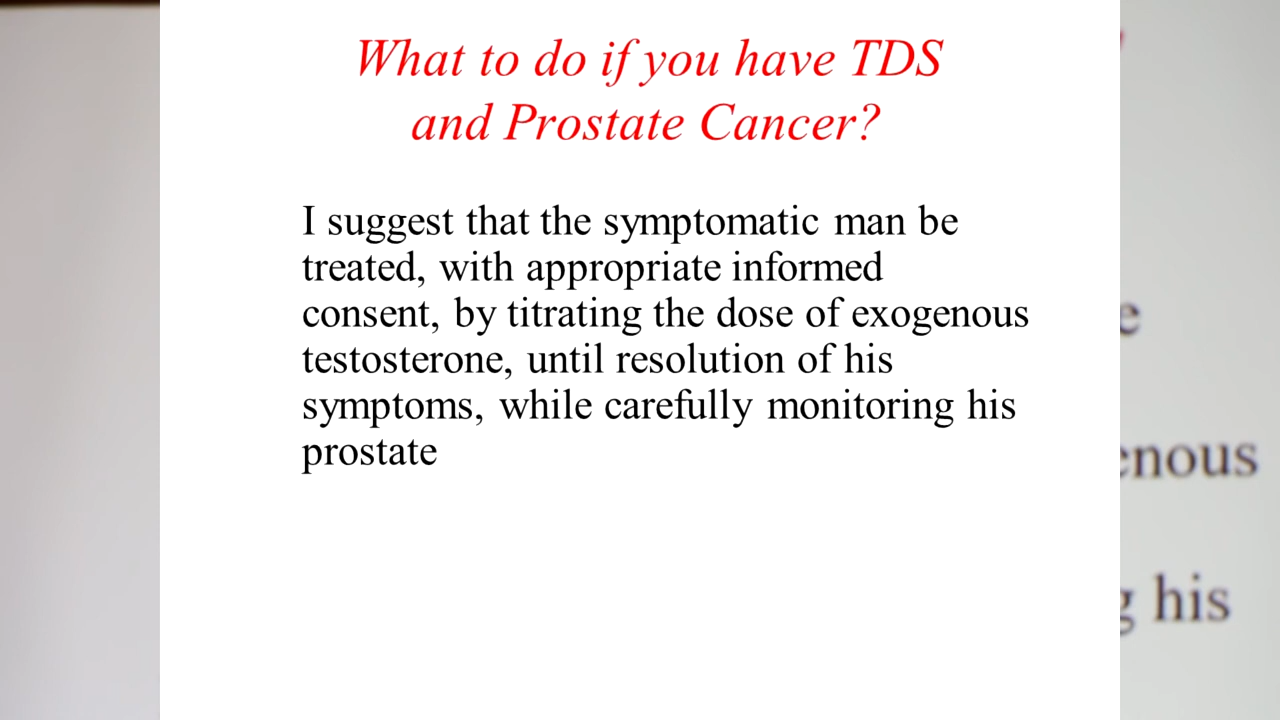 What to do if you have TDS
and Prostate Cancer?
I suggest that the symptomatic man be
treated, with appropriate informed
consent, by titrating the dose of exogenous
testosterone, until resolution of his
symptoms, while carefully monitoring his
prostate
e
enous
g his